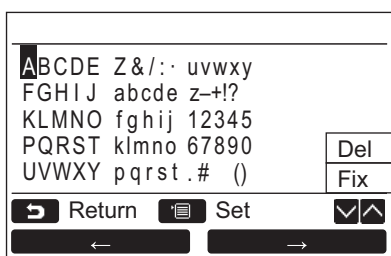 ABCDE Z&/:· uvwxy
FGHIJ abcde z–+!?
KLMNO fghij 12345
PQRST klmno 67890
UVWXY pqrst.# ()
Del
Fix
Return Set
← →